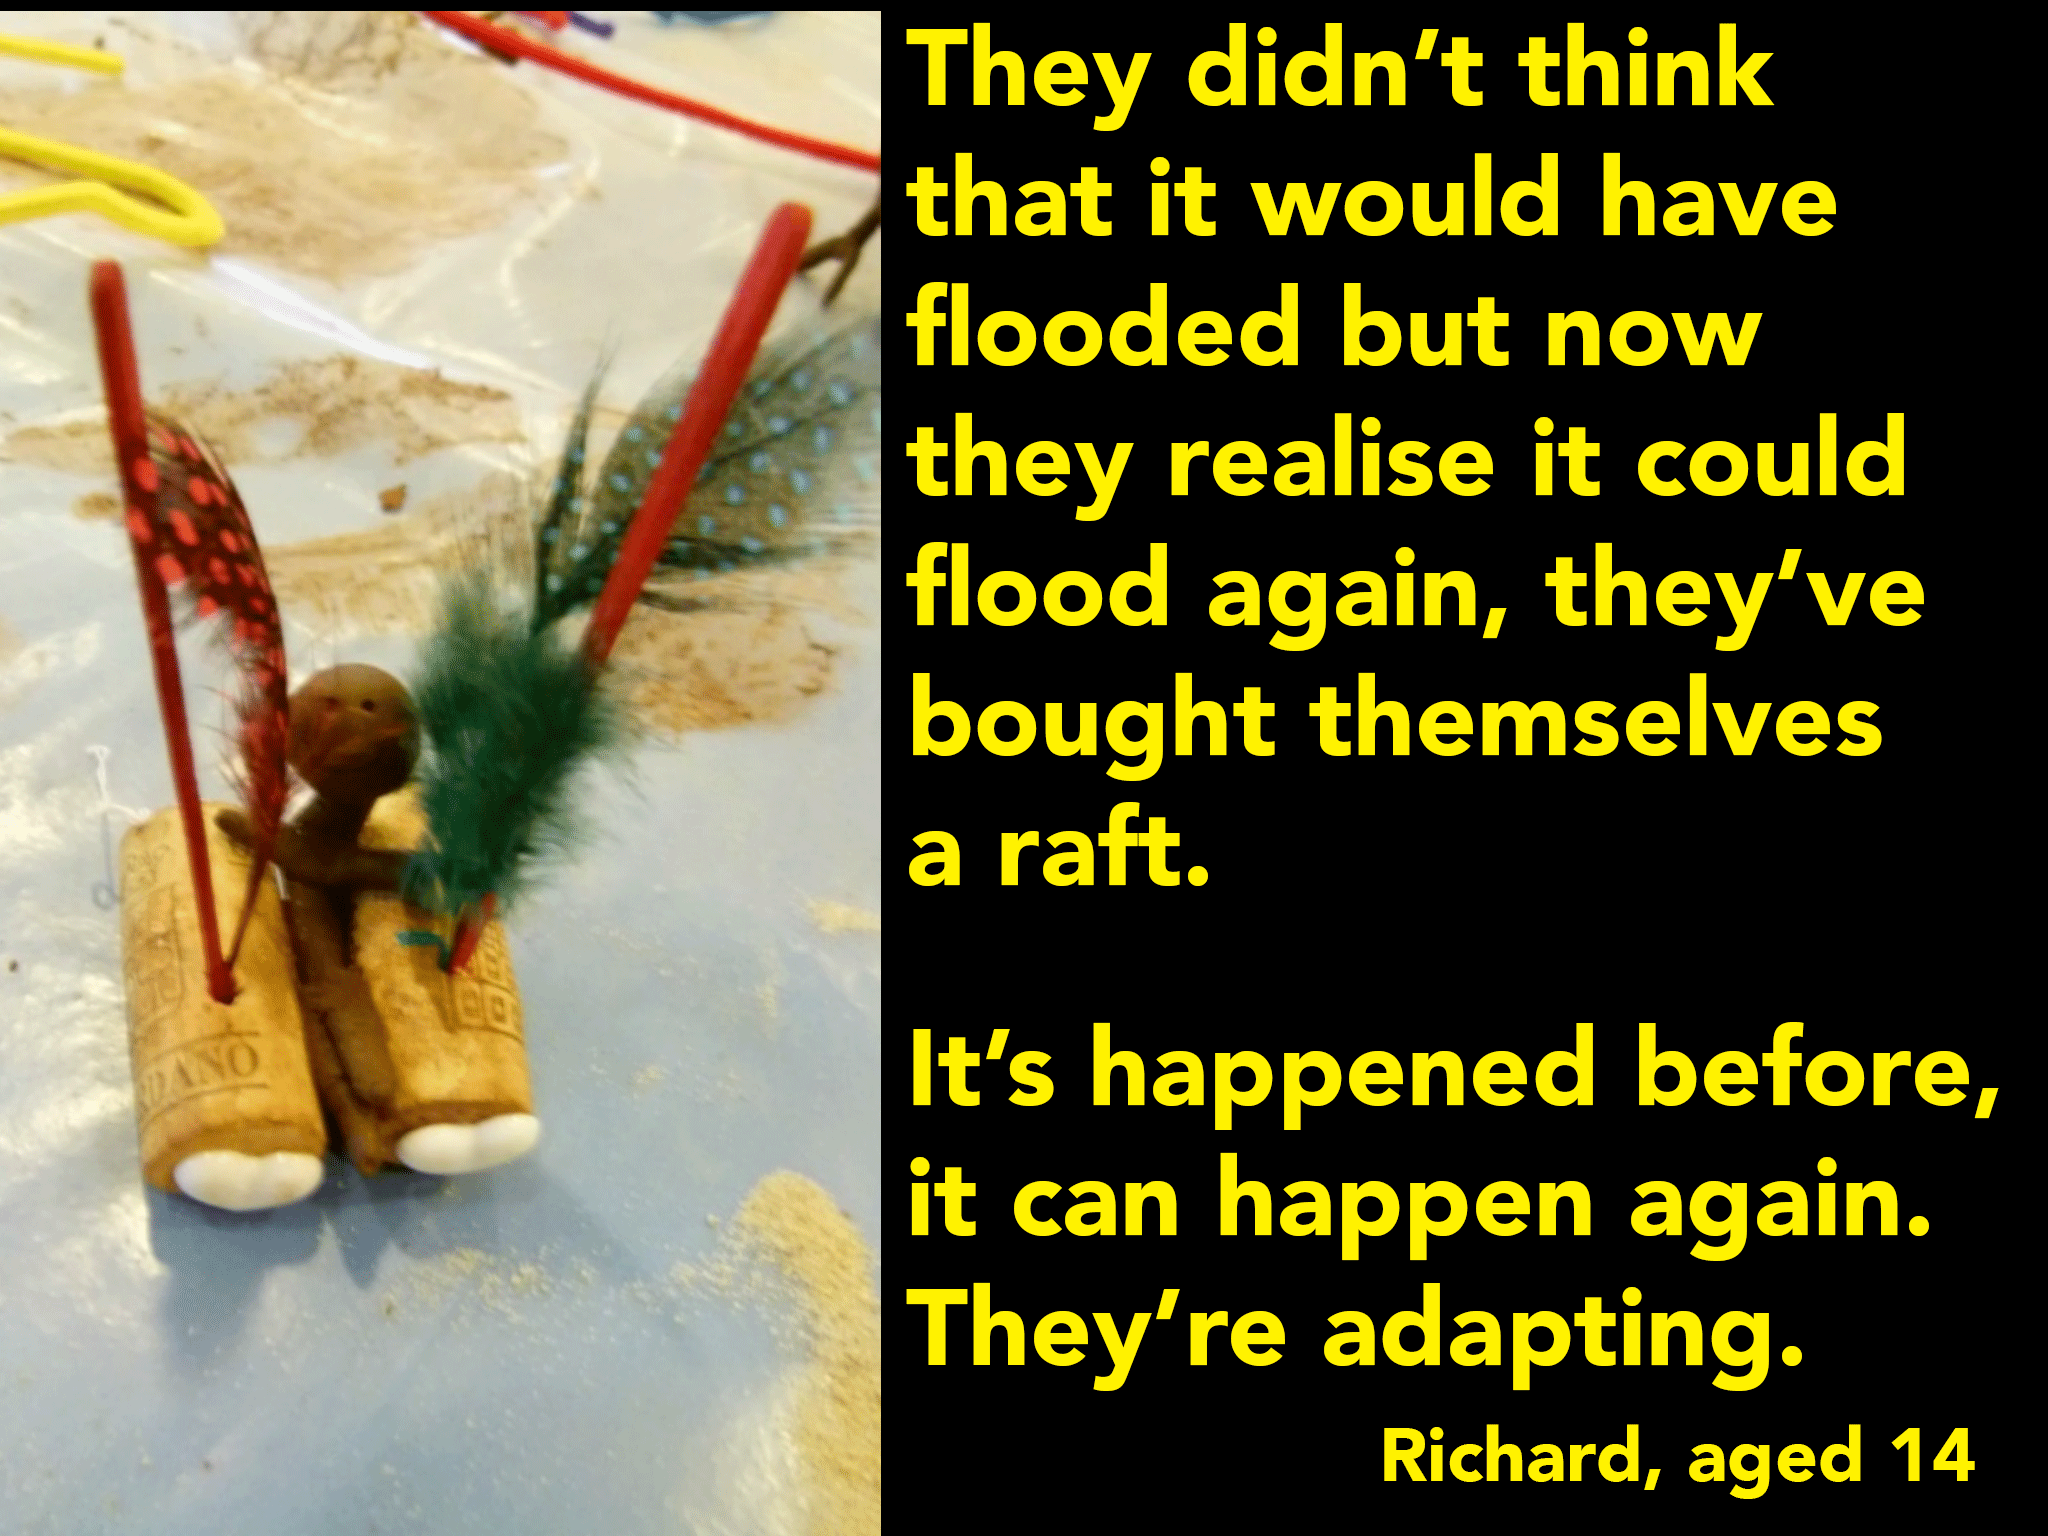 They didn’t think
that it would have
flooded but now
they realise it could
flood again, they’ve
bought themselves
a raft.
It’s happened before,
it can happen again.
They’re adapting.
Richard, aged 14
DANO